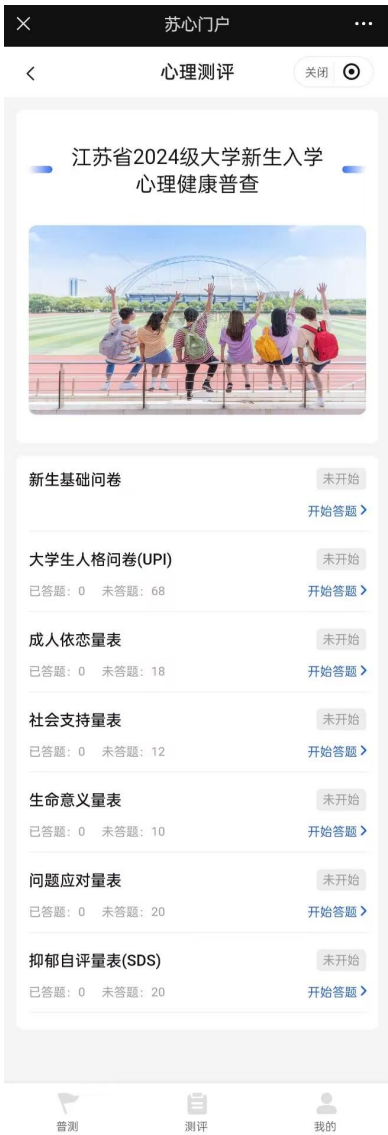 苏心门户
心理测评
关闭
江苏省2024级大学新生入学
心理健康普查
新生基础问卷
未开始
开始答题
大学生人格问卷(UPI)
未开始
已答题：0 未答题：68
开始答题
成人依恋量表
未开始
已答题：0 未答题：18
开始答题
社会支持量表
未开始
已答题：0 未答题：12
开始答题
生命意义量表
未开始
已答题：0 未答题：10
开始答题
问题应对量表
未开始
已答题：0 未答题：20
开始答题
抑郁自评量表(SDS)
未开始
已答题：0 未答题：20
开始答题
普测
测评
我的